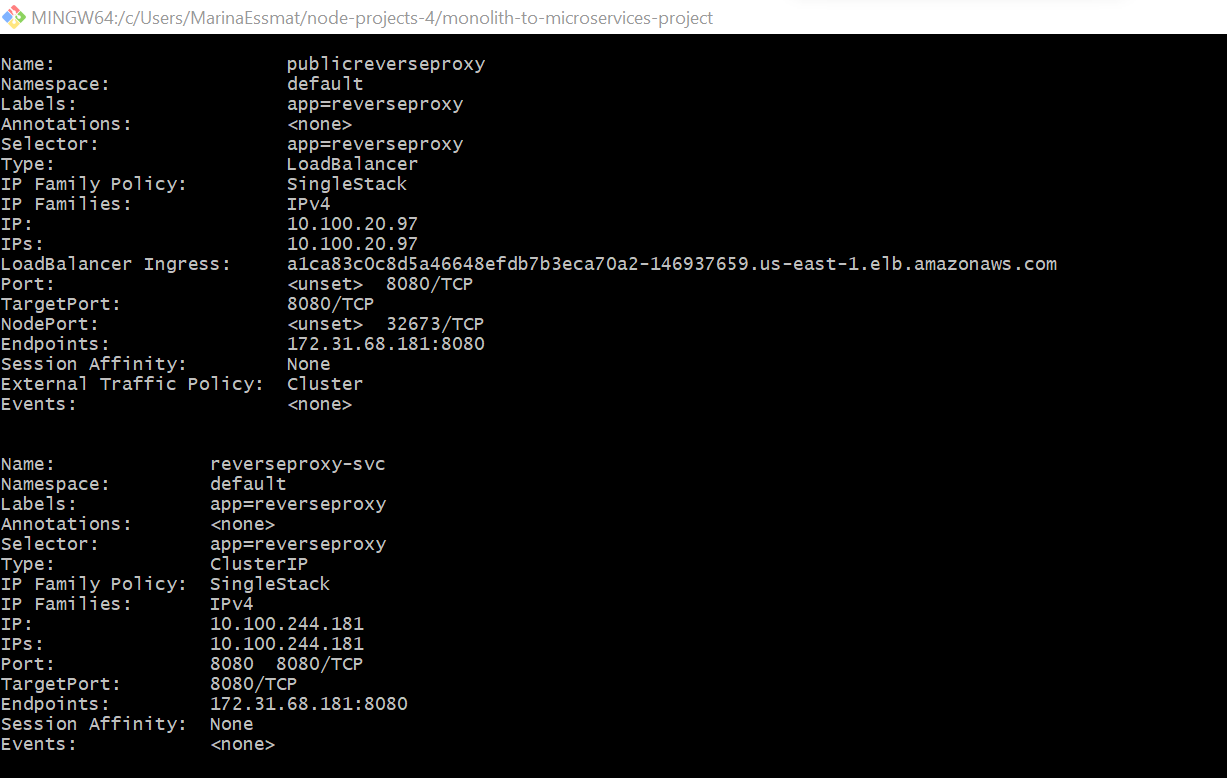 MINGW64:/c/Users/MarinaEssmat/node-projects-4/monolith-to-microservices-project
Name: publicreverseproxy
Namespace: default
Labels: app=reverseproxy
Annotations: <none>
Selector: app=reverseproxy
Type: LoadBalancer
IP Family Policy: SingleStack
IP Families: IPv4
IP: 10.100.20.97
IPs: 10.100.20.97
LoadBalancer Ingress: a1ca83c0c8d5a46648efdb7b3eca70a2-146937659.us-east-1.elb.amazonaws.com
Port: <unset> 8080/TCP
TargetPort: 8080/TCP
NodePort: <unset> 32673/TCP
Endpoints: 172.31.68.181:8080
Session Affinity: None
External Traffic Policy: Cluster
Events: <none>
Name: reverseproxy-svc
Namespace: default
Labels: app=reverseproxy
Annotations: <none>
Selector: app=reverseproxy
Type: ClusterIP
IP Family Policy: SingleStack
IP Families: IPv4
IP: 10.100.244.181
IPs: 10.100.244.181
Port: 8080 8080/TCP
TargetPort: 8080/TCP
Endpoints: 172.31.68.181:8080
Session Affinity: None
Events: <none>